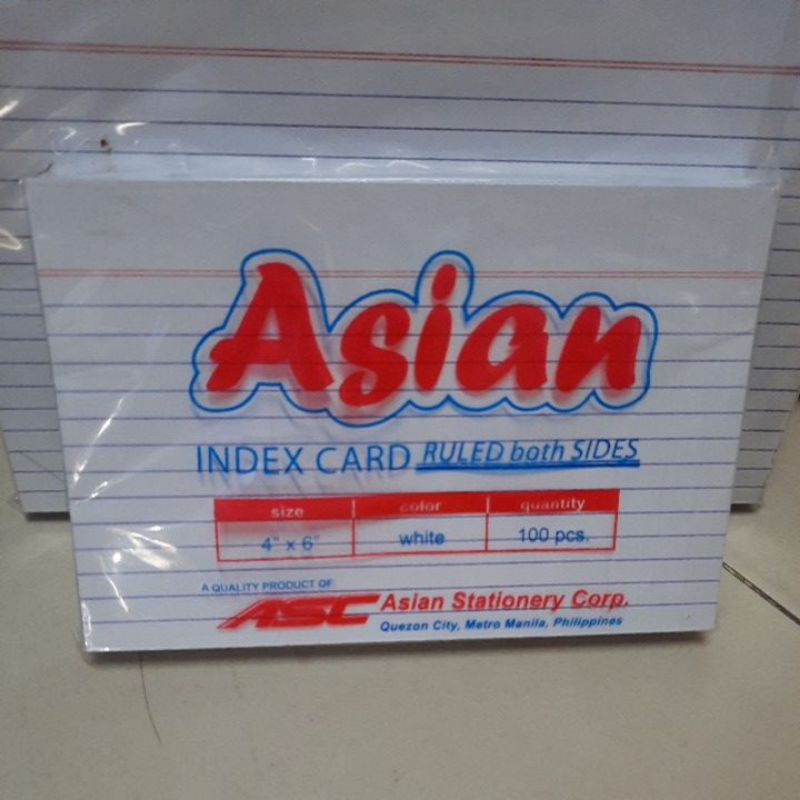 Asian
INDEX CARD RULED both SIDES
size color quantity
4" x 6" white 100 pcs.
A QUALITY PRODUCT OF:
ASC Asian Stationery Corp.
Quezon City, Metro Manila, Philippines